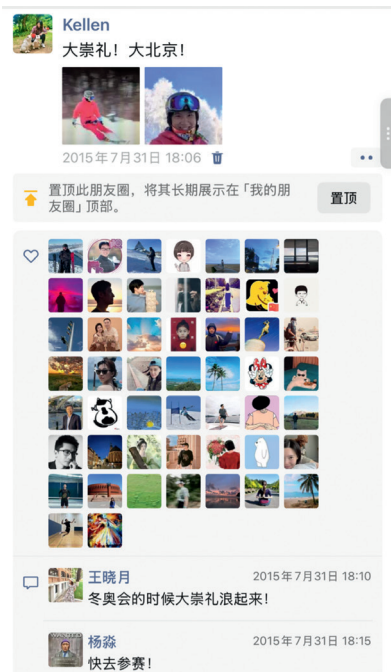 Kellen
大崇礼！大北京！
2015年7月31日 18:06
置顶此朋友圈，将其长期展示在「我的朋
友圈」顶部。
置顶
王晓月 2015年7月31日 18:10
冬奥会的时候大崇礼浪起来！
杨淼 2015年7月31日 18:15
快去参赛！